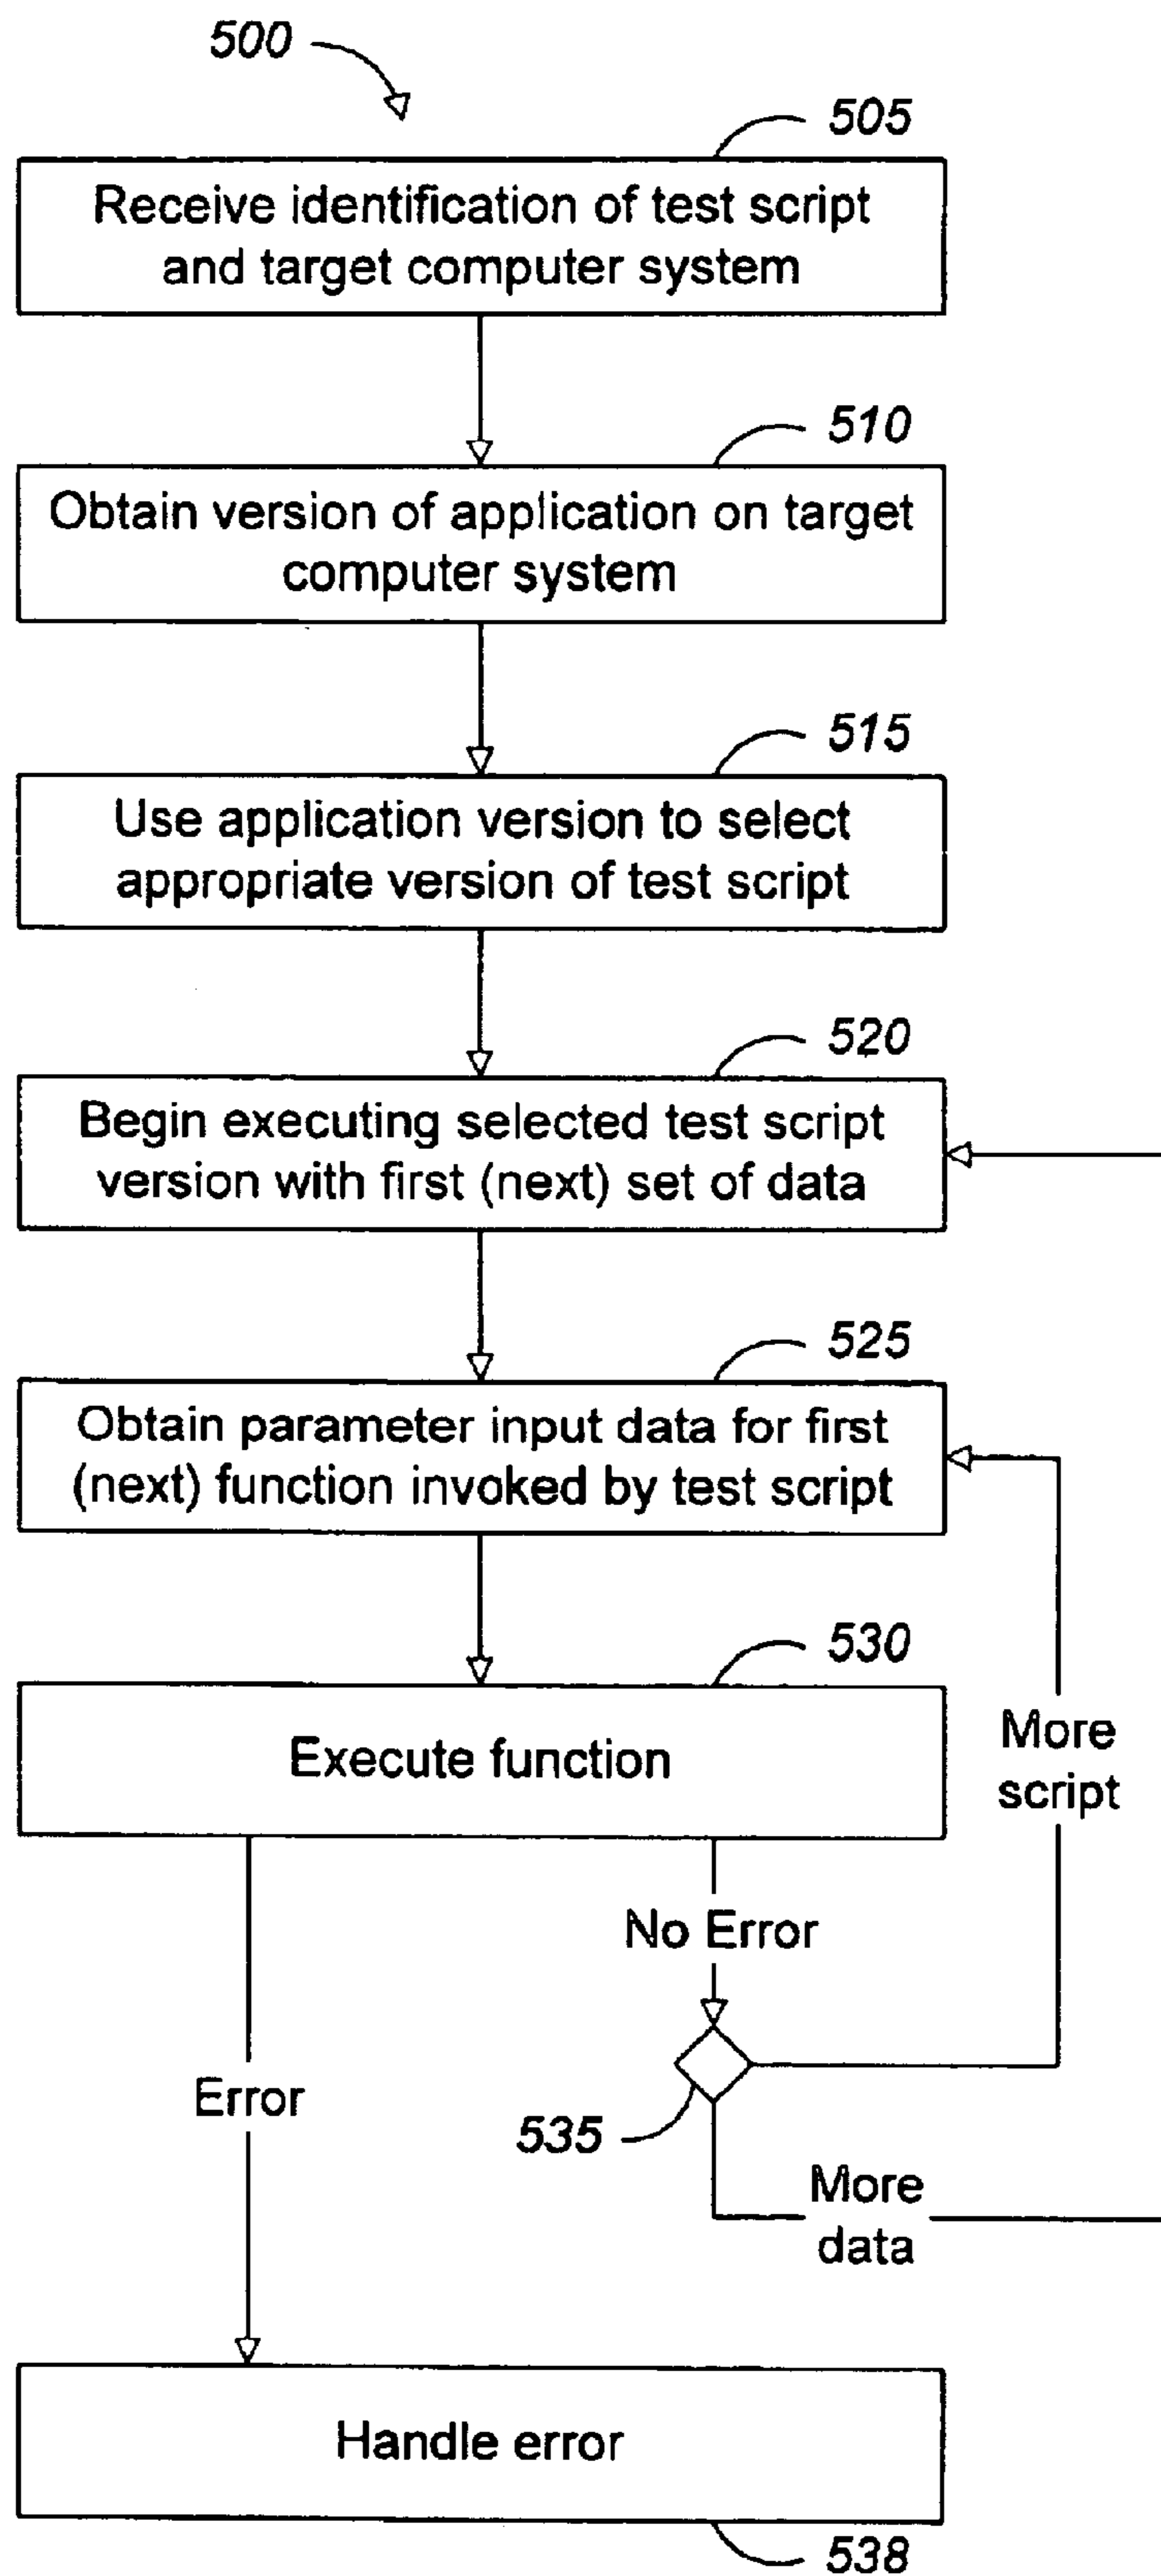 500
505
Receive identification of test script
and target computer system
510
Obtain version of application on target
computer system
515
Use application version to select
appropriate version of test script
520
Begin executing selected test script
version with first (next) set of data
525
Obtain parameter input data for first
(next) function invoked by test script
530
Execute function
More
script
No Error
Error
535
More
data
Handle error
538